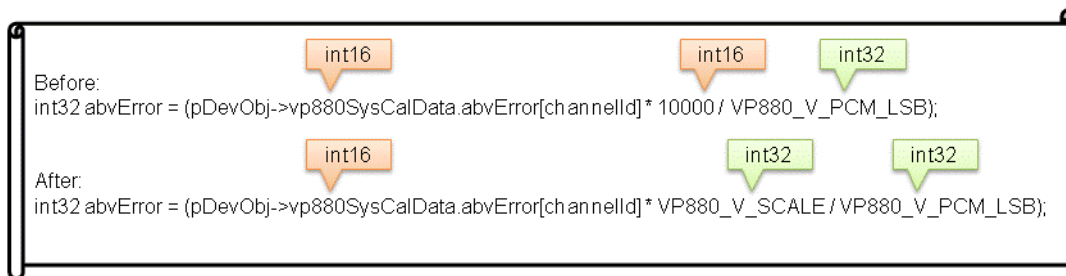 int16 int16 int32
Before:
int32 abvError = (pDevObj->vp880SysCalData.abvError[channelId] * 10000 / VP880_V_PCM_LSB);
int16 int32 int32
After:
int32 abvError = (pDevObj->vp880SysCalData.abvError[channelId] * VP880_V_SCALE / VP880_V_PCM_LSB);